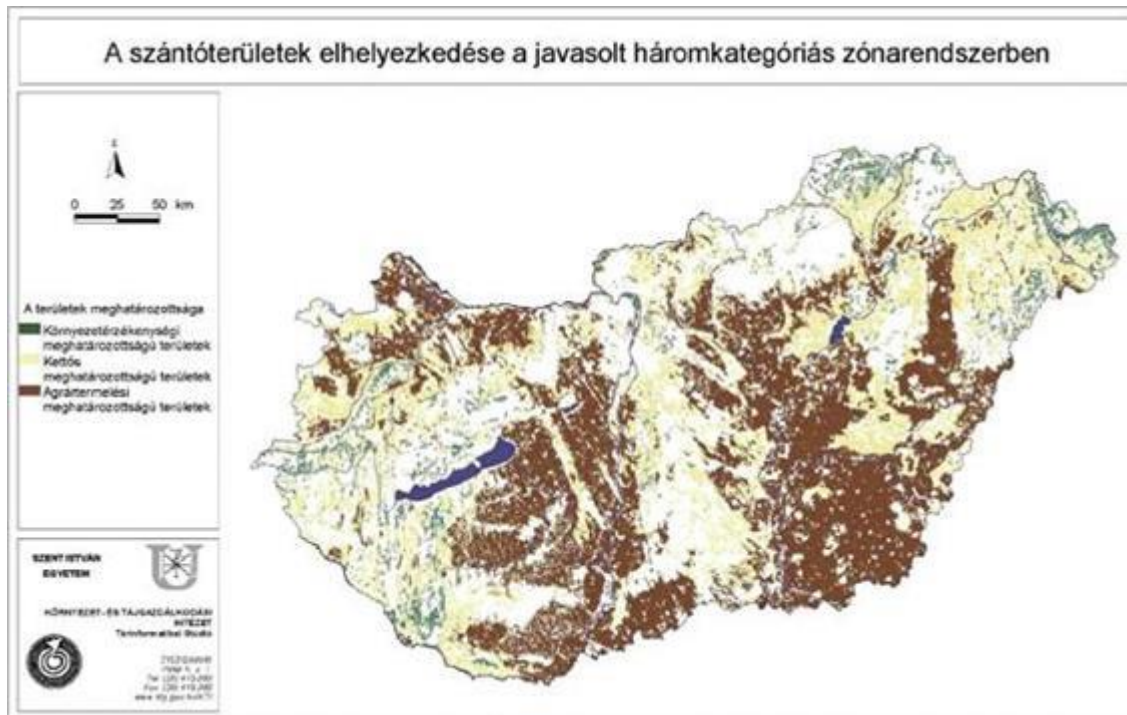 A szántóterületek elhelyezkedése a javasolt háromkategóriás zónarendszerben
0 25 50 km
A területek meghatározottsága
Környezetérzékenységi
meghatározottságú területek
Kettős
meghatározottságú területek
Agrártermelési
meghatározottságú területek
SZENT ISTVÁN
EGYETEM
KÖRNYEZET- ÉS TÁJGAZDÁLKODÁSI
INTÉZET
Térinformatikai Stúdió